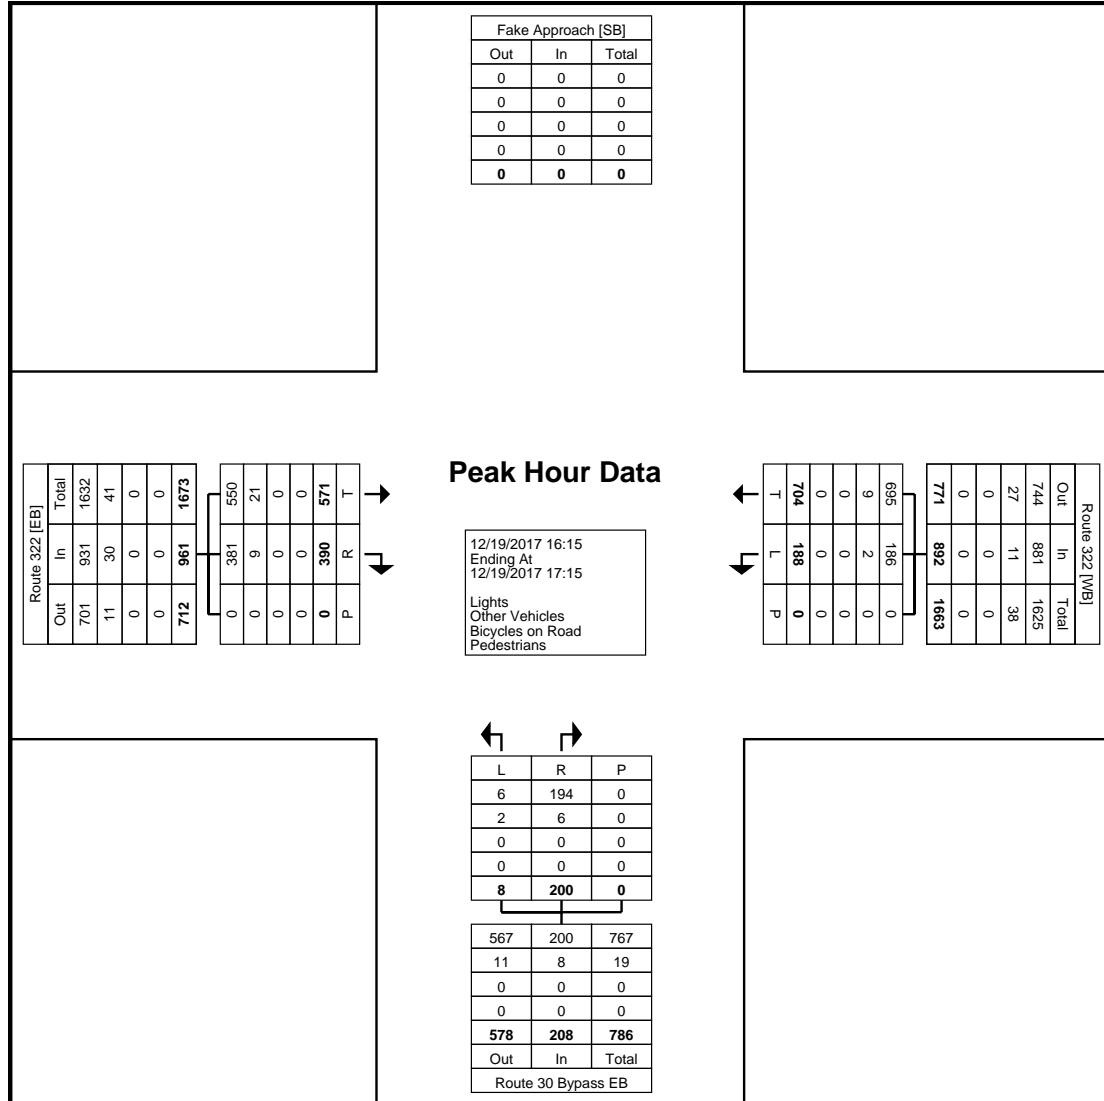 Fake Approach [SB]
Out In Total
0 0 0
0 0 0
0 0 0
0 0 0
0 0 0
Peak Hour Data
12/19/2017 16:15
Ending At
12/19/2017 17:15
Lights
Other Vehicles
Bicycles on Road
Pedestrians
Route 322 [EB]
Total 1632 41 0 0 1673
In 931 30 0 0 961
Out 701 11 0 0 712
550 21 0 0 571 T
381 9 0 0 390 R
0 0 0 0 0 P
Route 322 [WB]
Out 744 27 0 0 771
In 881 11 0 0 892
Total 1625 38 0 0 1663
695 9 0 0 704 T
186 2 0 0 188 L
0 0 0 0 0 P
L R P
6 194 0
2 6 0
0 0 0
0 0 0
8 200 0
567 200 767
11 8 19
0 0 0
0 0 0
578 208 786
Out In Total
Route 30 Bypass EB